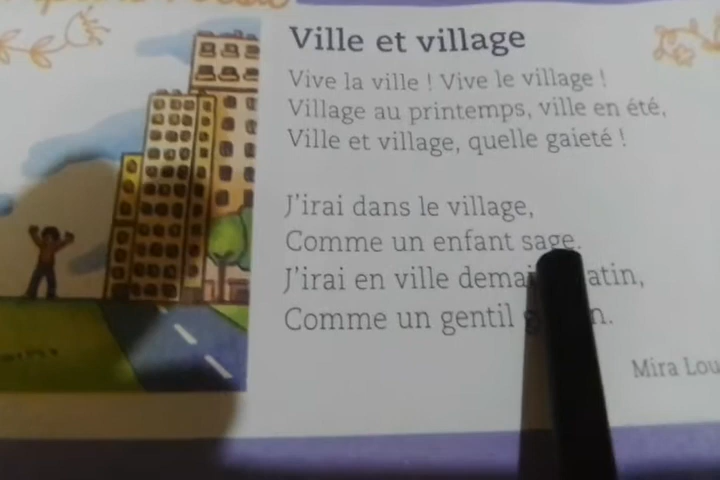 Ville et village
Vive la ville ! Vive le village !
Village au printemps, ville en été,
Ville et village, quelle gaieté !
J'irai dans le village,
Comme un enfant sage.
J'irai en ville demain matin,
Comme un gentil
Mira Lou